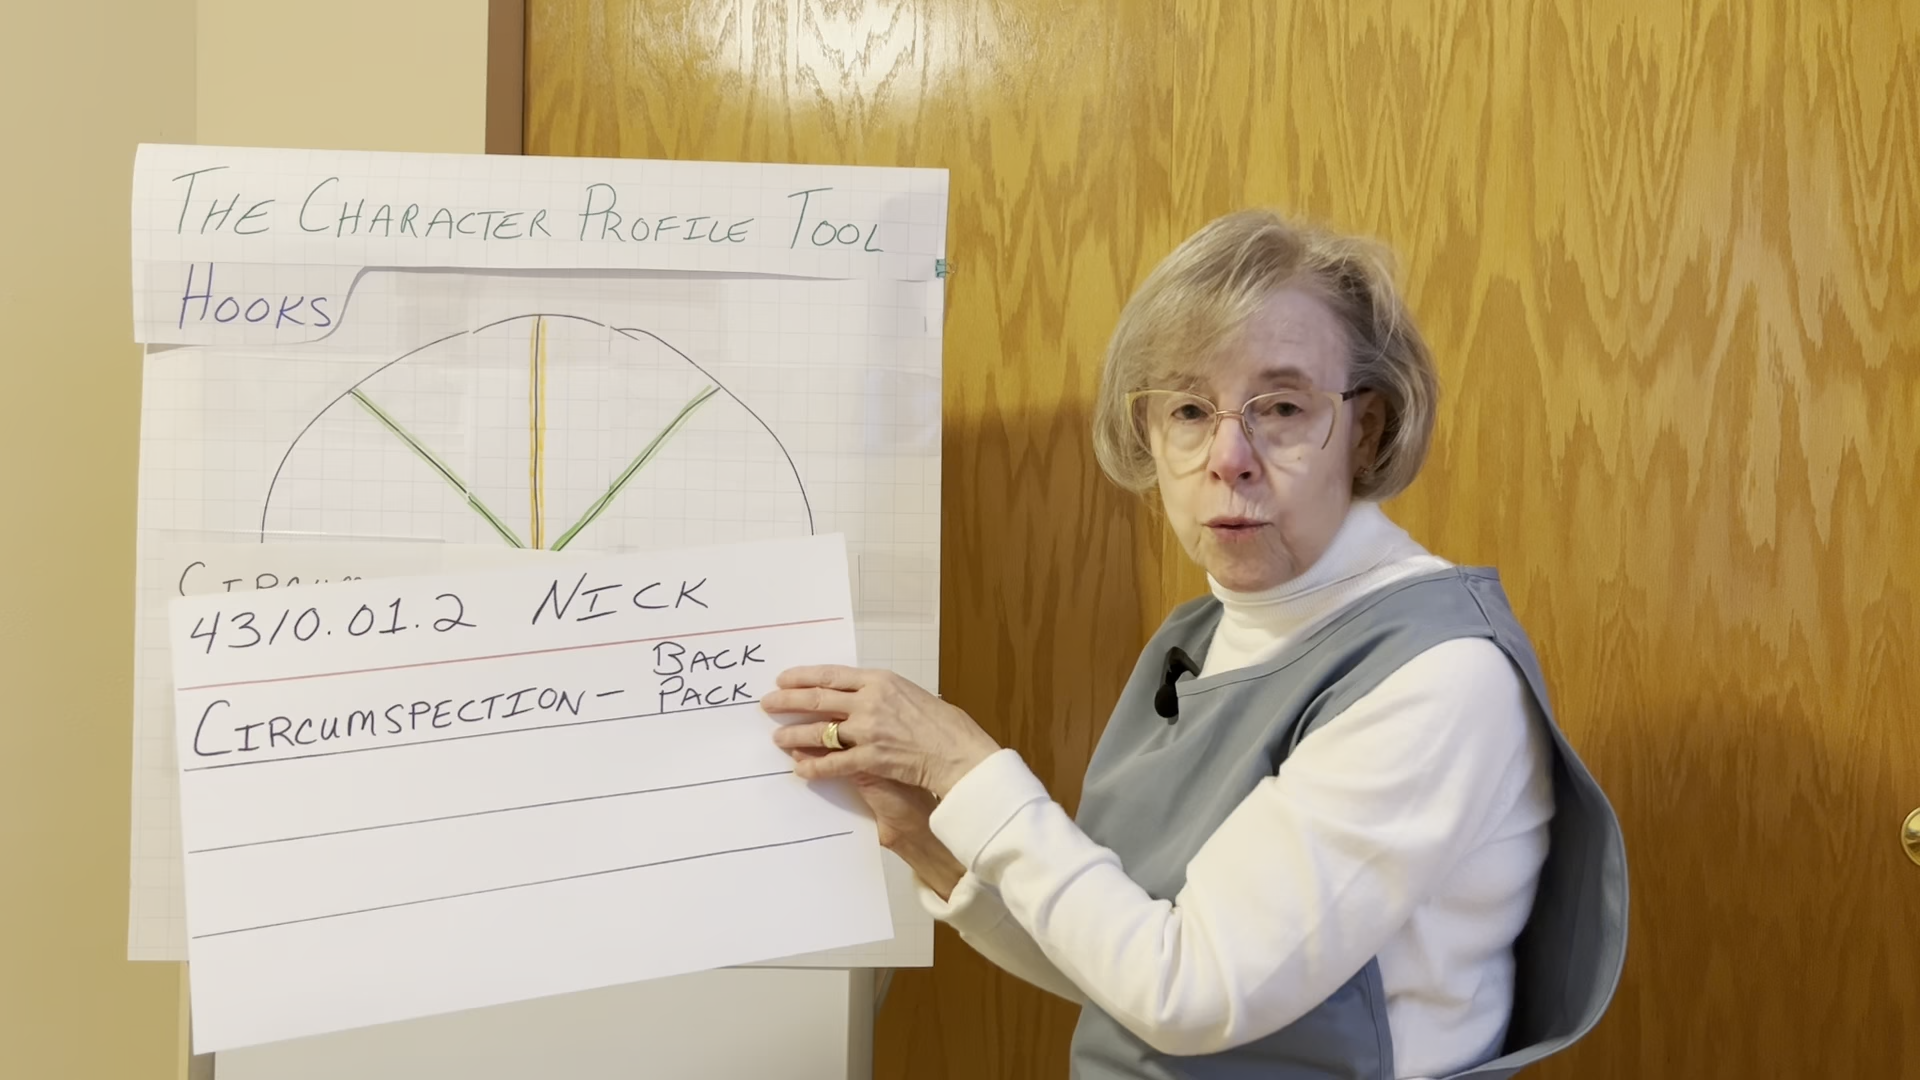 THE CHARACTER PROFILE TOOL
HOOKS
43/0.01.2 NICK
CIRCUMSPECTION - BACK
PACK